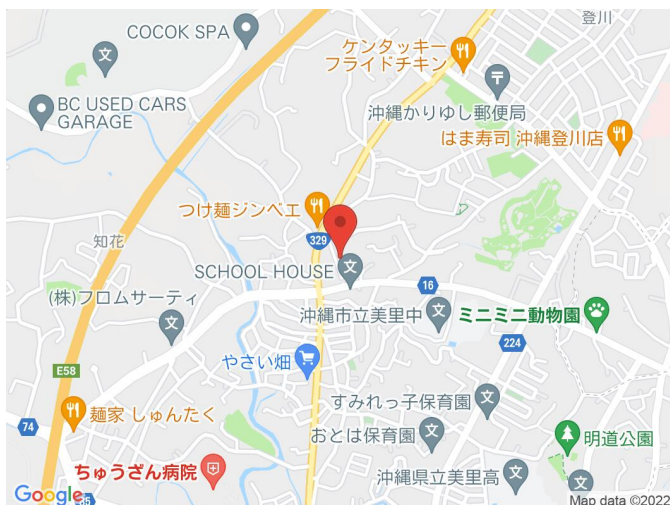 登川
COCOK SPA
ケンタッキー
フライドチキン
BC USED CARS
GARAGE
沖縄かりゆし郵便局
はま寿司 沖縄登川店
つけ麺ジンベエ
知花
329
SCHOOL HOUSE
文
16
(株)フロムサーティ
沖縄市立美里中
ミニミニ動物園
224
やさい畑
E58
すみれっ子保育園
麺家 しゅんたく
74
おとは保育園
明道公園
ちゅうざん病院
沖縄県立美里高
85
Google
Map data ©2022